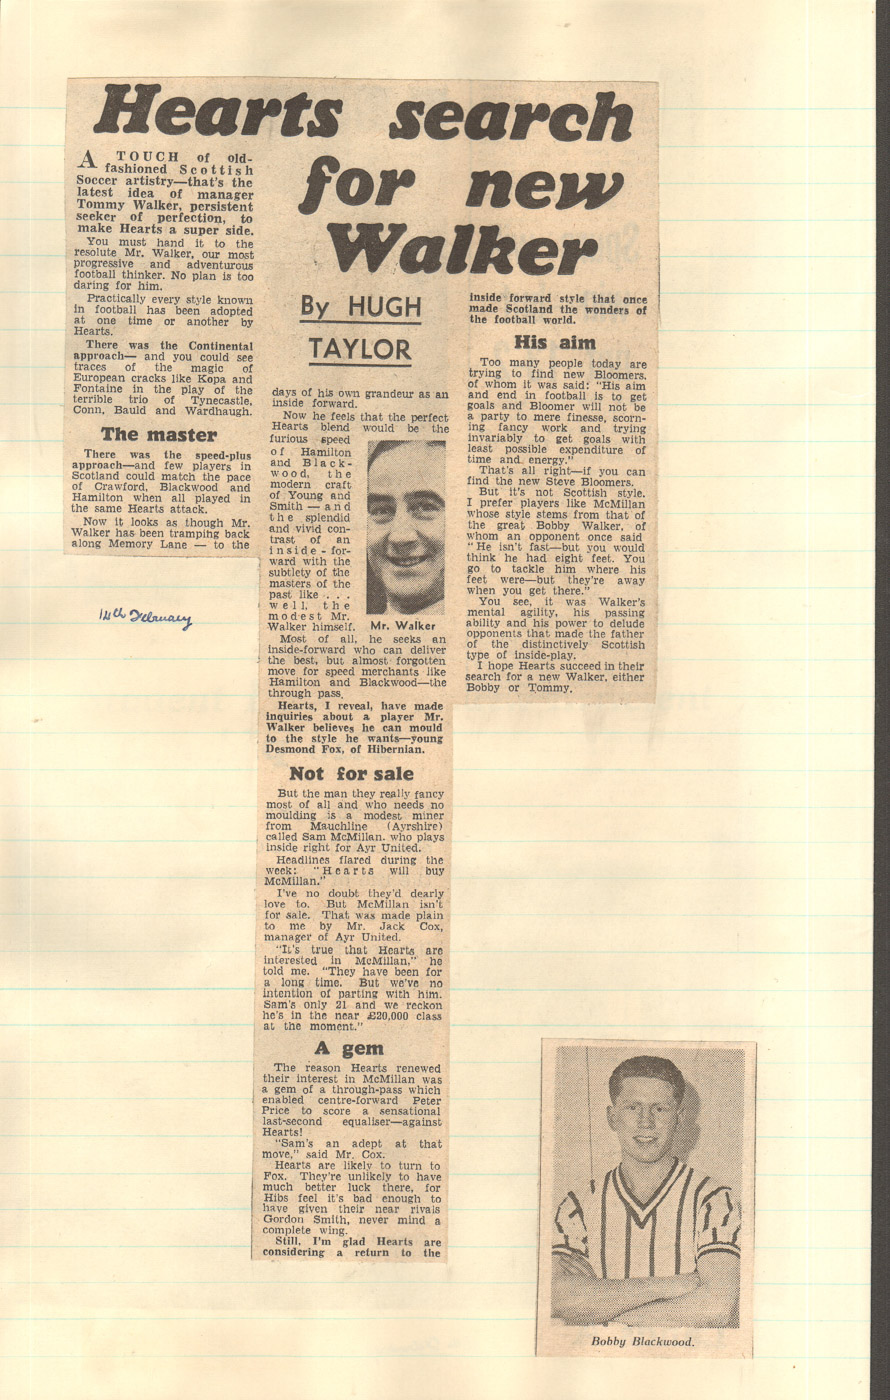 Hearts search
for new
Walker
By HUGH
TAYLOR
A TOUCH of old-
fashioned Scottish
Soccer artistry—that's the
latest idea of manager
Tommy Walker, persistent
seeker of perfection, to
make Hearts a super side.
You must hand it to the
resolute Mr. Walker, our most
progressive and adventurous
football thinker. No plan is too
daring for him.
Practically every style known
in football has been adopted
at one time or another by
Hearts.
There was the Continental
approach— and you could see
traces of the magic of
European cracks like Kopa and
Fontaine in the play of the
terrible trio of Tynecastle,
Conn, Bauld and Wardhaugh.
The master
There was the speed-plus
approach—and few players in
Scotland could match the pace
of Crawford, Blackwood and
Hamilton when all played in
the same Hearts attack.
Now it looks as though Mr.
Walker has been tramping back
along Memory Lane — to the
14th February
days of his own grandeur as an
inside forward.
Now he feels that the perfect
Hearts blend would be the
furious speed
of Hamilton
and Black-
wood, the
modern craft
of Young and
Smith — and
the splendid
and vivid con-
trast of an
inside-for-
ward with the
subtlety of the
masters of the
past like . . .
well, the
modest Mr.
Walker himself.
Mr. Walker
Most of all, he seeks an
inside-forward who can deliver
the best, but almost forgotten
move for speed merchants like
Hamilton and Blackwood—the
through pass.
Hearts, I reveal, have made
inquiries about a player Mr.
Walker believes he can mould
to the style he wants—young
Desmond Fox, of Hibernian.
Not for sale
But the man they really fancy
most of all and who needs no
moulding is a modest miner
from Mauchline (Ayrshire)
called Sam McMillan. who plays
inside right for Ayr United.
Headlines flared during the
week: "Hearts will buy
McMillan."
I've no doubt they'd dearly
love to. But McMillan isn't
for sale. That was made plain
to me by Mr. Jack Cox,
manager of Ayr United.
"It's true that Hearts are
interested in McMillan," he
told me. "They have been for
a long time. But we've no
intention of parting with him.
Sam's only 21 and we reckon
he's in the near £20,000 class
at the moment."
A gem
The reason Hearts renewed
their interest in McMillan was
a gem of a through-pass which
enabled centre-forward Peter
Price to score a sensational
last-second equaliser—against
Hearts!
"Sam's an adept at that
move," said Mr. Cox.
Hearts are likely to turn to
Fox. They're unlikely to have
much better luck there, for
Hibs feel it's bad enough to
have given their near rivals
Gordon Smith, never mind a
complete wing.
Still, I'm glad Hearts are
considering a return to the
inside forward style that once
made Scotland the wonders of
the football world.
His aim
Too many people today are
trying to find new Bloomers,
of whom it was said: "His aim
and end in football is to get
goals and Bloomer will not be
a party to mere finesse, scorn-
ing fancy work and trying
invariably to get goals with
least possible expenditure of
time and energy."
That's all right—if you can
find the new Steve Bloomers.
But it's not Scottish style.
I prefer players like McMillan
whose style stems from that of
the great Bobby Walker, of
whom an opponent once said
"He isn't fast—but you would
think he had eight feet. You
go to tackle him where his
feet were—but they're away
when you get there."
You see, it was Walker's
mental agility, his passing
ability and his power to delude
opponents that made the father
of the distinctively Scottish
type of inside-play.
I hope Hearts succeed in their
search for a new Walker, either
Bobby or Tommy.
Bobby Blackwood.